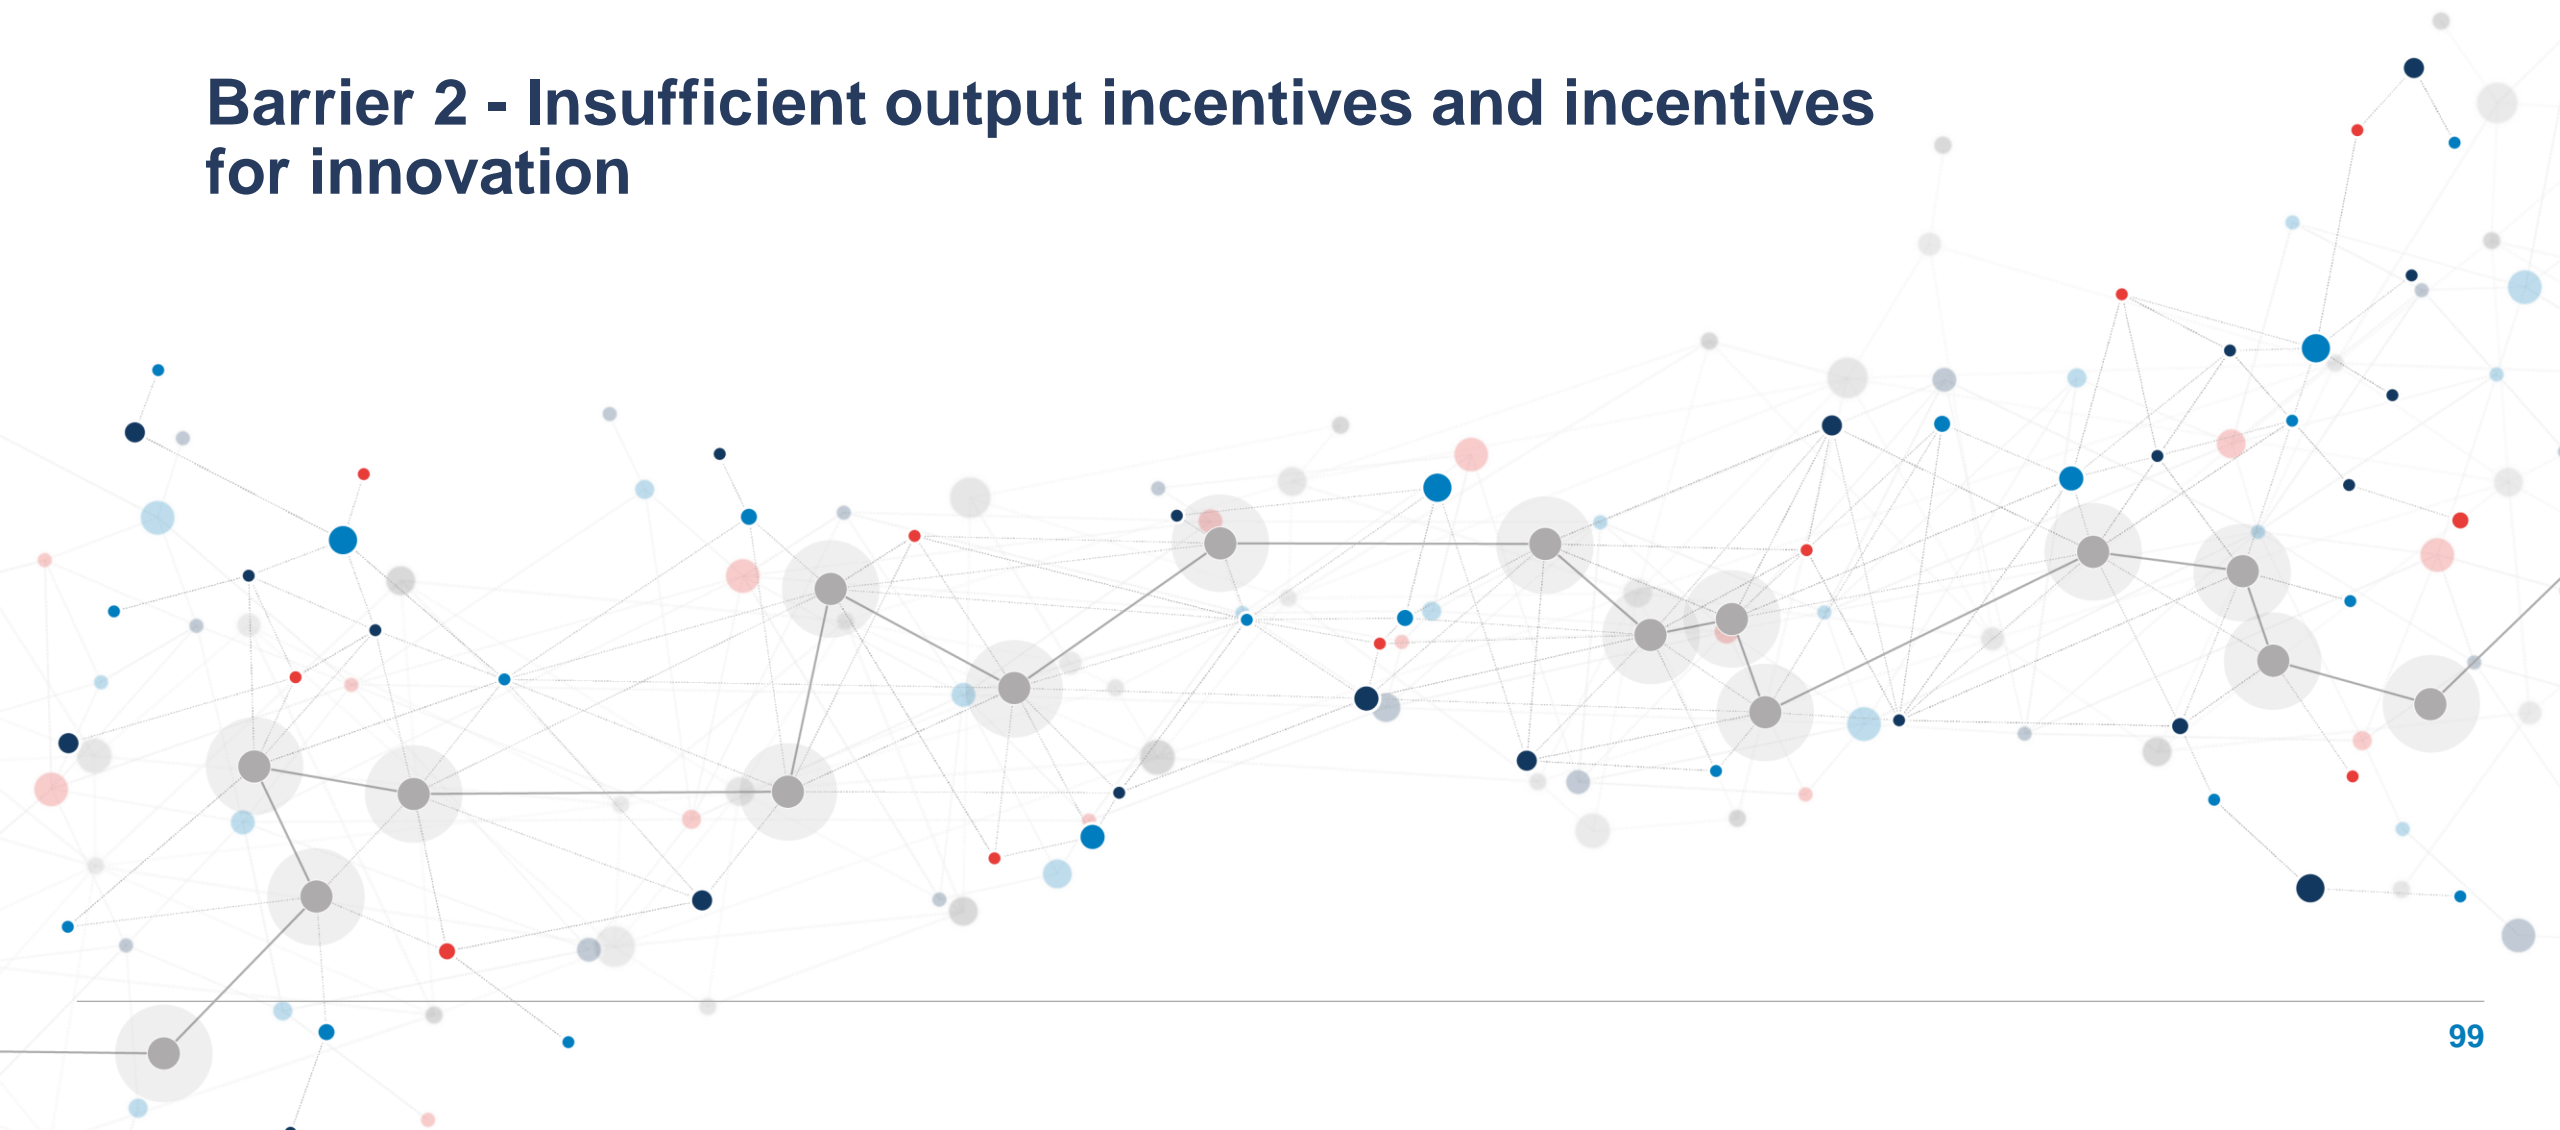 Barrier 2 - Insufficient output incentives and incentives
for innovation
99